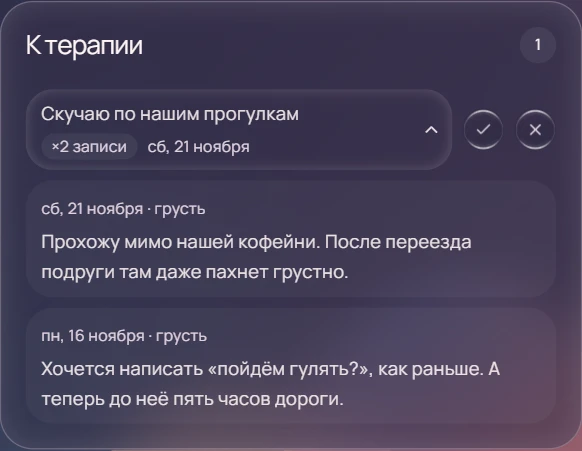 К терапии
1
Скучаю по нашим прогулкам
×2 записи
сб, 21 ноября
сб, 21 ноября · грусть
Прохожу мимо нашей кофейни. После переезда
подруги там даже пахнет грустно.
пн, 16 ноября · грусть
Хочется написать «пойдём гулять?», как раньше. А
теперь до неё пять часов дороги.